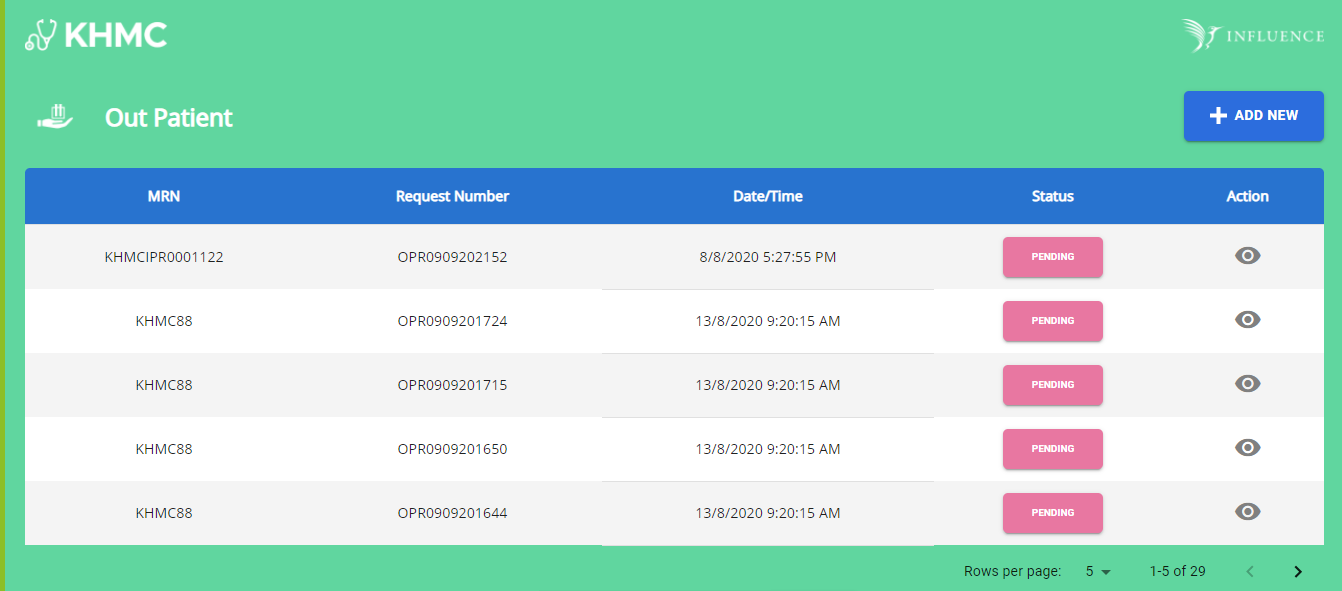 KHMC
INFLUENCE
Out Patient
ADD NEW
MRN Request Number Date/Time Status Action
KHMCIPR0001122 OPR0909202152 8/8/2020 5:27:55 PM PENDING
KHMC88 OPR0909201724 13/8/2020 9:20:15 AM PENDING
KHMC88 OPR0909201715 13/8/2020 9:20:15 AM PENDING
KHMC88 OPR0909201650 13/8/2020 9:20:15 AM PENDING
KHMC88 OPR0909201644 13/8/2020 9:20:15 AM PENDING
Rows per page: 5 1-5 of 29